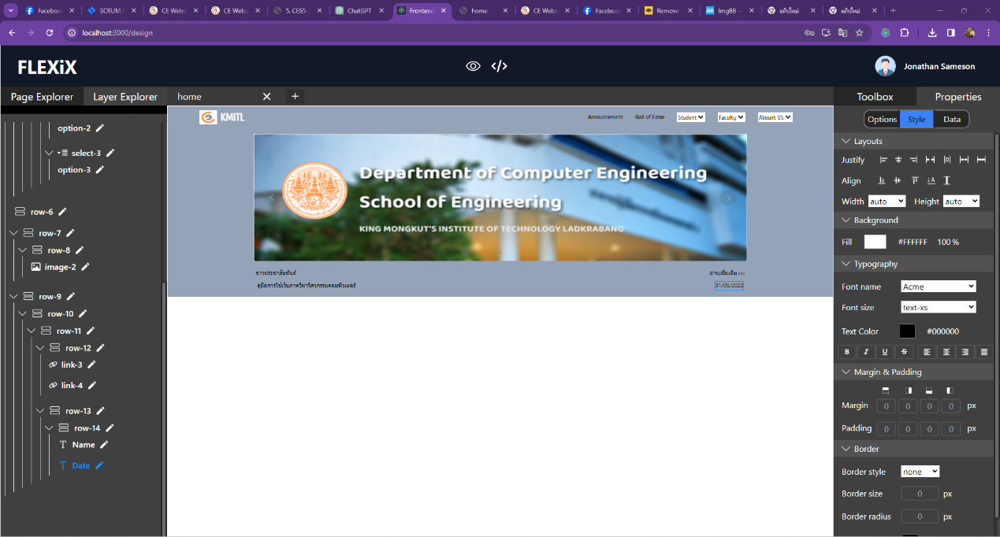 Facebook
SCRUM
CE Webs
CE Webs
5. CE65-
ChatGPT
Frontend
home
CE Webs
Facebook
Remove
ImgBB –
แท็บใหม่
แท็บใหม่
localhost:3000/design
FLEXiX
Jonathan Sameson
Page Explorer
Layer Explorer
home
Toolbox
Properties
option-2
select-3
option-3
row-6
row-7
row-8
image-2
row-9
row-10
row-11
row-12
link-3
link-4
row-13
row-14
Name
Date
KMITL
Announcement
Hall of Fame
Student
Faculty
Abount US
Department of Computer Engineering
School of Engineering
KING MONGKUT'S INSTITUTE OF TECHNOLOGY LADKRABANG
ข่าวประชาสัมพันธ์
อ่านเพิ่มเติม >>>
คู่มือการใช้เว็บภาควิชาวิศวกรรมคอมพิวเตอร์
31/05/2022
Options
Style
Data
Layouts
Justify
Align
Width auto Height auto
Background
Fill #FFFFFF 100 %
Typography
Font name Acme
Font size text-xs
Text Color #000000
B I U S
Margin & Padding
Margin 0 0 0 0 px
Padding 0 0 0 0 px
Border
Border style none
Border size 0 px
Border radius 0 px